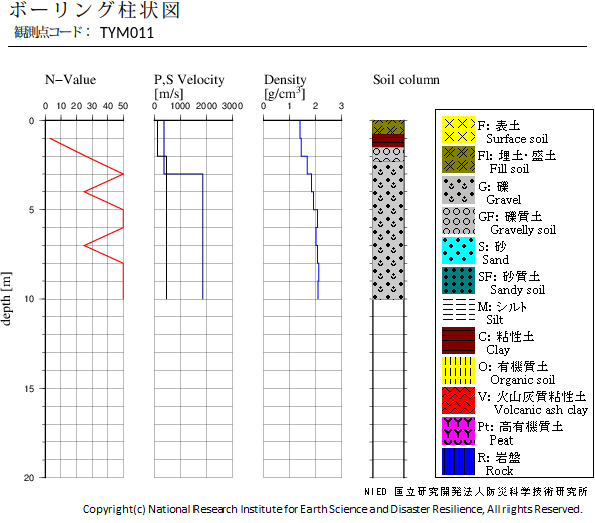 ボーリング柱状図
観測点コード: TYM011
N-Value
P,S Velocity
[m/s]
Density
[g/cm3]
Soil column
0 10 20 30 40 50
0 1000 2000 3000
0 1 2 3
0
5
10
15
20
depth [m]
F: 表土
Surface soil
Fl: 埋土・盛土
Fill soil
G: 礫
Gravel
GF: 礫質土
Gravelly soil
S: 砂
Sand
SF: 砂質土
Sandy soil
M: シルト
Silt
C: 粘性土
Clay
O: 有機質土
Organic soil
V: 火山灰質粘性土
Volcanic ash clay
Pt: 高有機質土
Peat
R: 岩盤
Rock
NIED 国立研究開発法人防災科学技術研究所
Copyright(c) National Research Institute for Earth Science and Disaster Resilience, All rights Reserved.